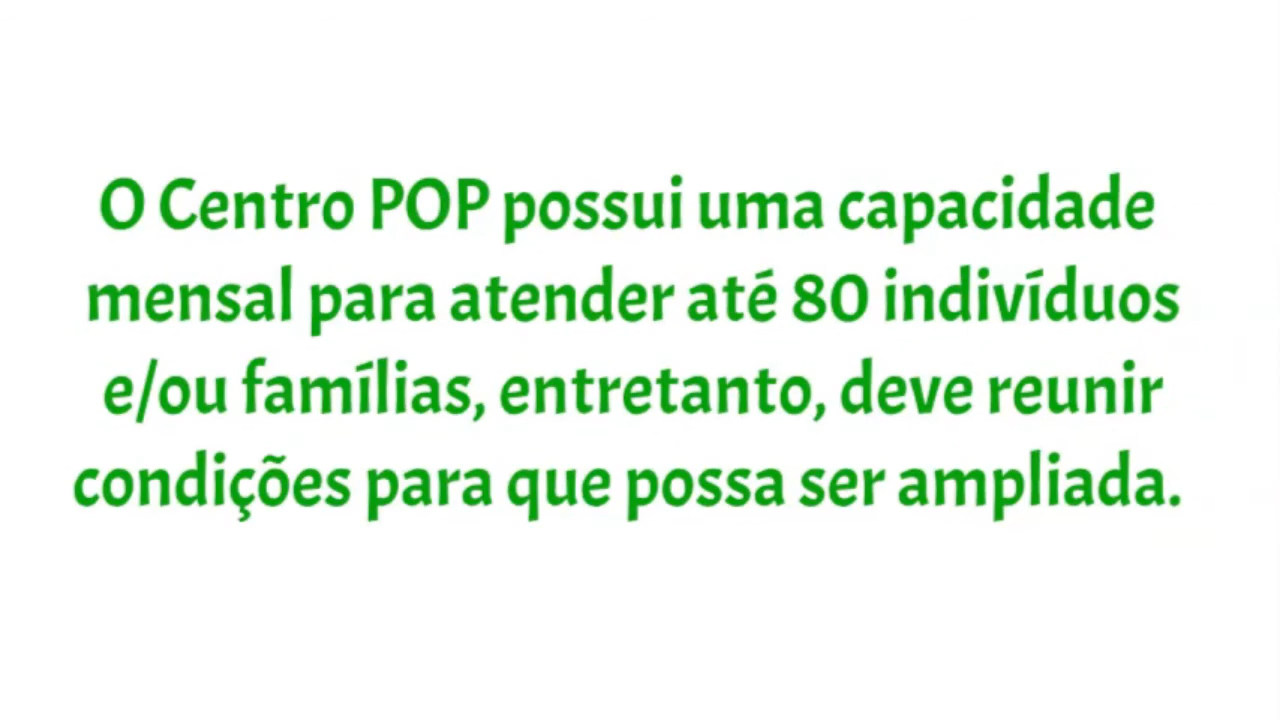 O Centro POP possui uma capacidade
mensal para atender até 80 indivíduos
e/ou famílias, entretanto, deve reunir
condições para que possa ser ampliada.